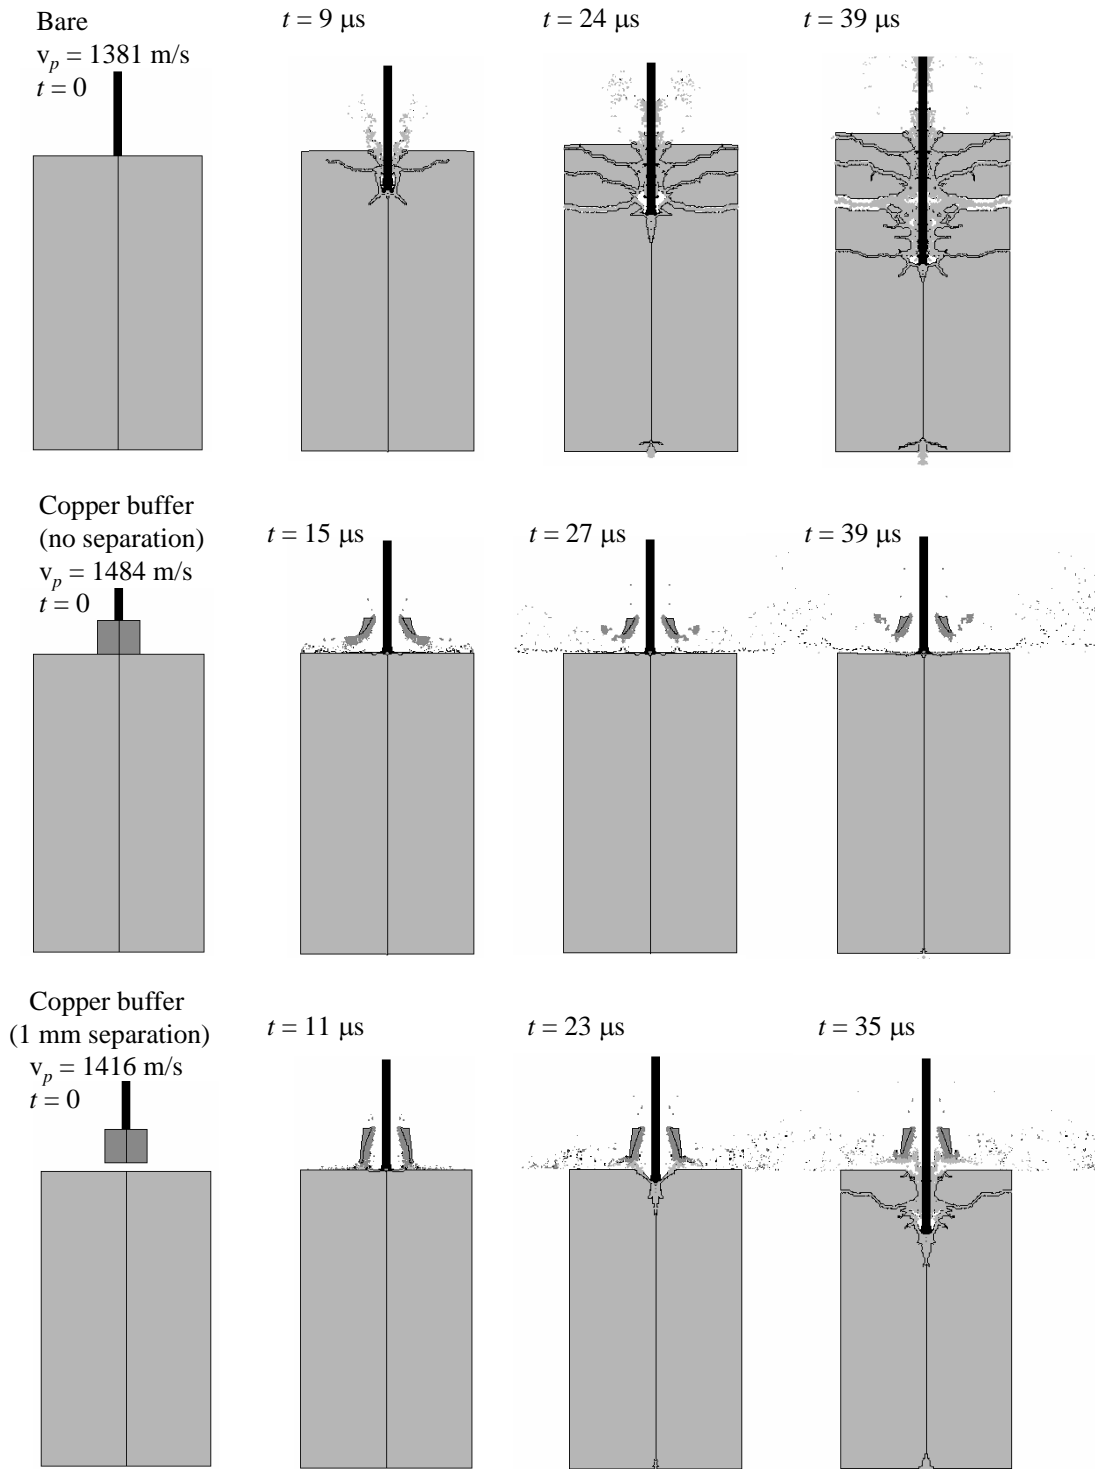 Bare
v_p = 1381 m/s
t = 0
t = 9 μs
t = 24 μs
t = 39 μs
Copper buffer
(no separation)
v_p = 1484 m/s
t = 0
t = 15 μs
t = 27 μs
t = 39 μs
Copper buffer
(1 mm separation)
v_p = 1416 m/s
t = 0
t = 11 μs
t = 23 μs
t = 35 μs